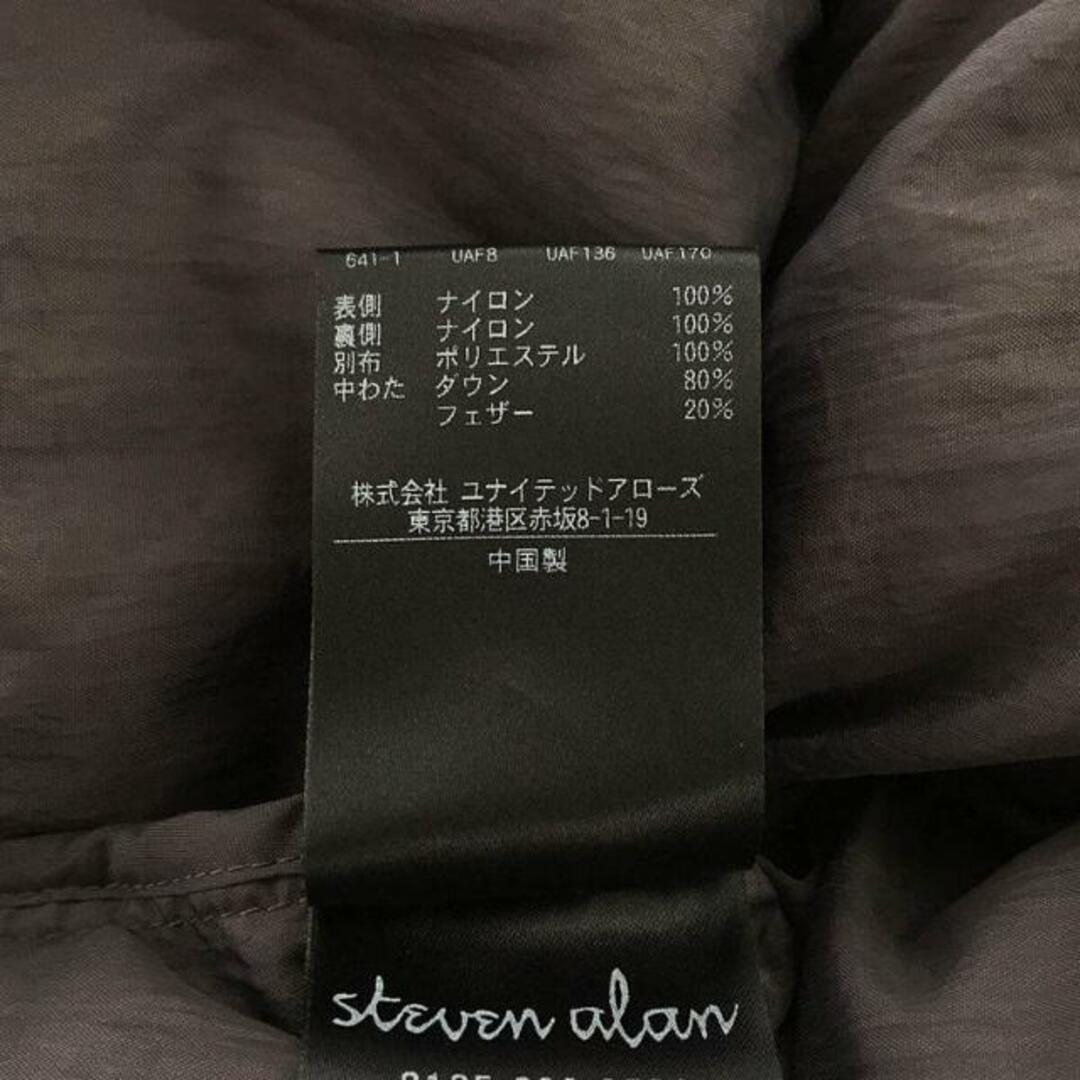 641-1 UAF8 UAF136 UAF170
表側 ナイロン 100%
裏側 ナイロン 100%
別布 ポリエステル 100%
中わた ダウン 80%
フェザー 20%
株式会社 ユナイテッドアローズ
東京都港区赤坂8-1-19
中国製
steven alan